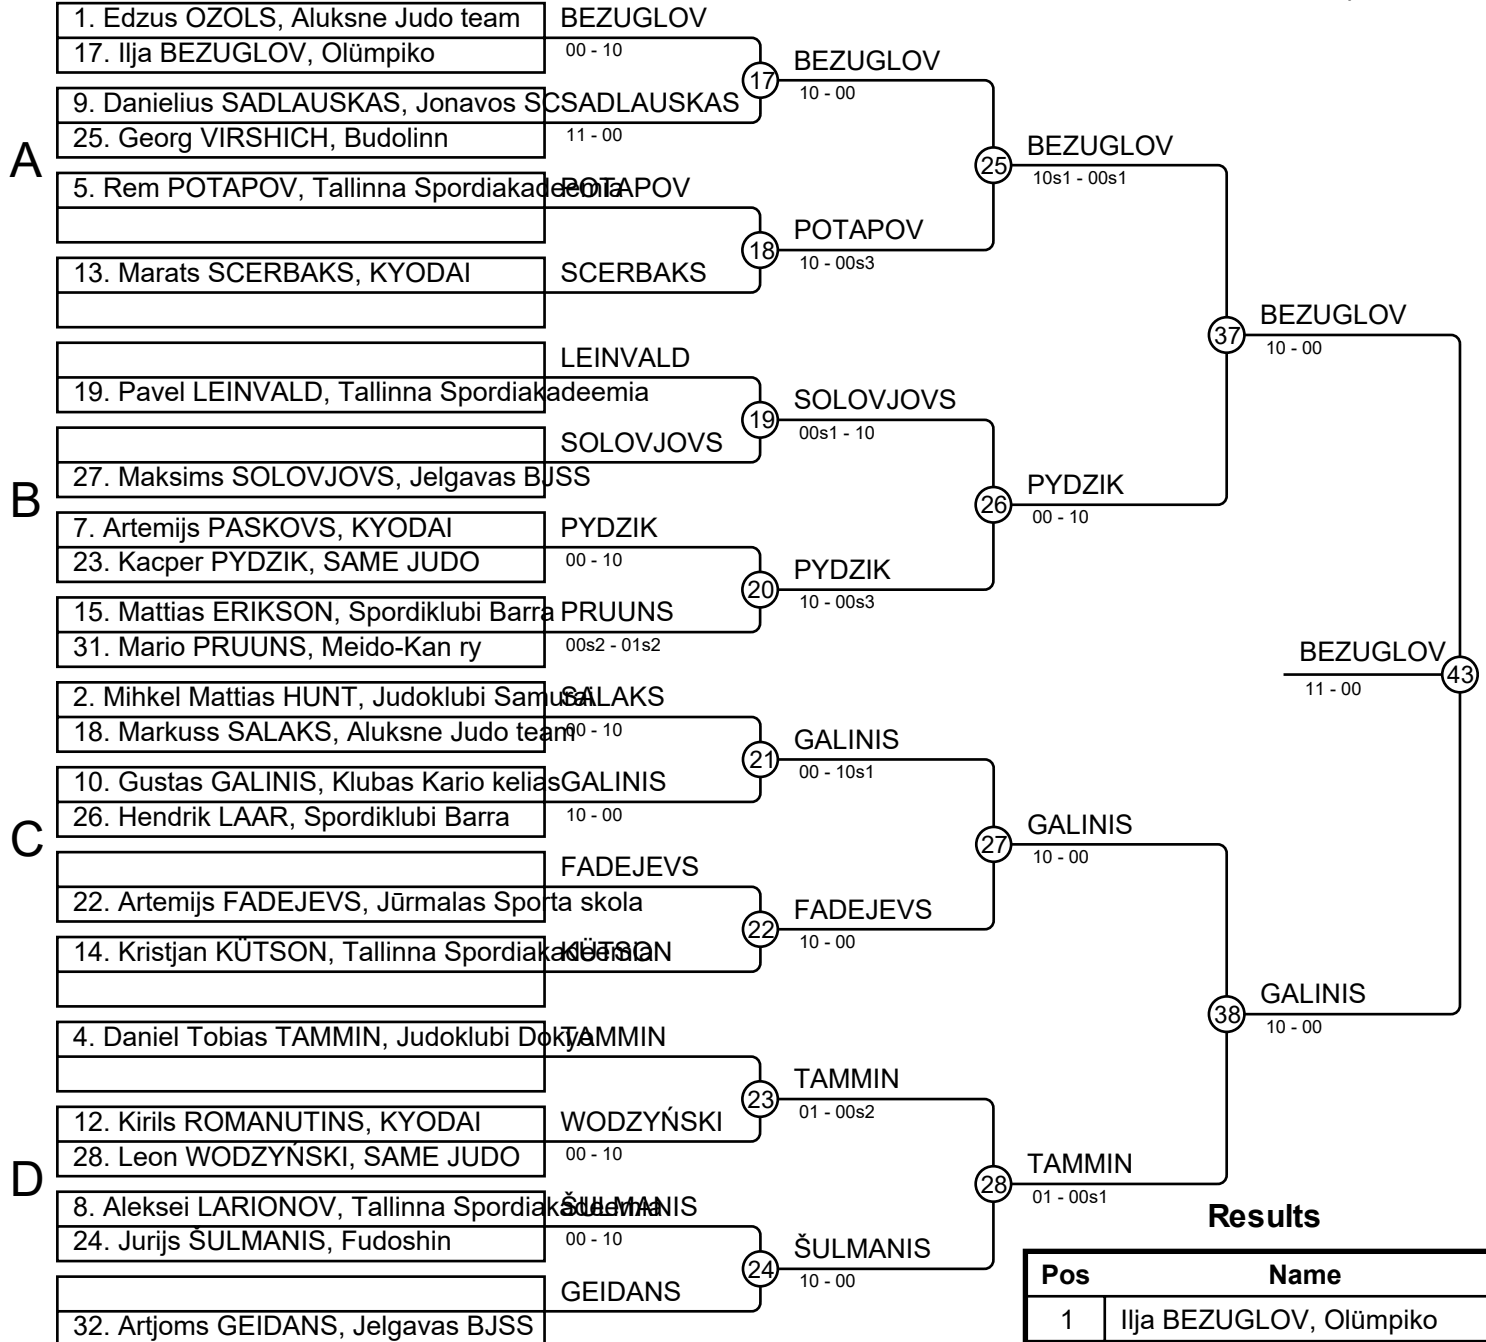 1. Edzus OZOLS, Aluksne Judo team
17. Ilja BEZUGLOV, Olümpiko
BEZUGLOV
00 - 10
9. Danielius SADLAUSKAS, Jonavos SC
25. Georg VIRSHICH, Budolinn
SADLAUSKAS
11 - 00
17
BEZUGLOV
10 - 00
A
5. Rem POTAPOV, Tallinna Spordiakadeemia
POTAPOV
13. Marats SCERBAKS, KYODAI
SCERBAKS
18
POTAPOV
10 - 00s3
25
BEZUGLOV
10s1 - 00s1
19. Pavel LEINVALD, Tallinna Spordiakadeemia
LEINVALD
27. Maksims SOLOVJOVS, Jelgavas BJSS
SOLOVJOVS
19
SOLOVJOVS
00s1 - 10
B
7. Artemijs PASKOVS, KYODAI
23. Kacper PYDZIK, SAME JUDO
PYDZIK
00 - 10
15. Mattias ERIKSON, Spordiklubi Barra
31. Mario PRUUNS, Meido-Kan ry
PRUUNS
00s2 - 01s2
20
PYDZIK
10 - 00s3
26
PYDZIK
00 - 10
37
BEZUGLOV
10 - 00
2. Mihkel Mattias HUNT, Judoklubi Samurai
18. Markuss SALAKS, Aluksne Judo team
SALAKS
00 - 10
10. Gustas GALINIS, Klubas Kario kelias
26. Hendrik LAAR, Spordiklubi Barra
GALINIS
10 - 00
21
GALINIS
00 - 10s1
C
22. Artemijs FADEJEVS, Jūrmalas Sporta skola
FADEJEVS
14. Kristjan KÜTSON, Tallinna Spordiakadeemia
KÜTSON
22
FADEJEVS
10 - 00
27
GALINIS
10 - 00
4. Daniel Tobias TAMMIN, Judoklubi Dokyo
TAMMIN
12. Kirils ROMANUTINS, KYODAI
28. Leon WODZYŃSKI, SAME JUDO
WODZYŃSKI
00 - 10
23
TAMMIN
01 - 00s2
D
8. Aleksei LARIONOV, Tallinna Spordiakadeemia
24. Jurijs ŠULMANIS, Fudoshin
ŠULMANIS
00 - 10
32. Artjoms GEIDANS, Jelgavas BJSS
GEIDANS
24
ŠULMANIS
10 - 00
28
TAMMIN
01 - 00s1
38
GALINIS
10 - 00
BEZUGLOV
43
11 - 00
Results
Pos Name
1 Ilja BEZUGLOV, Olümpiko